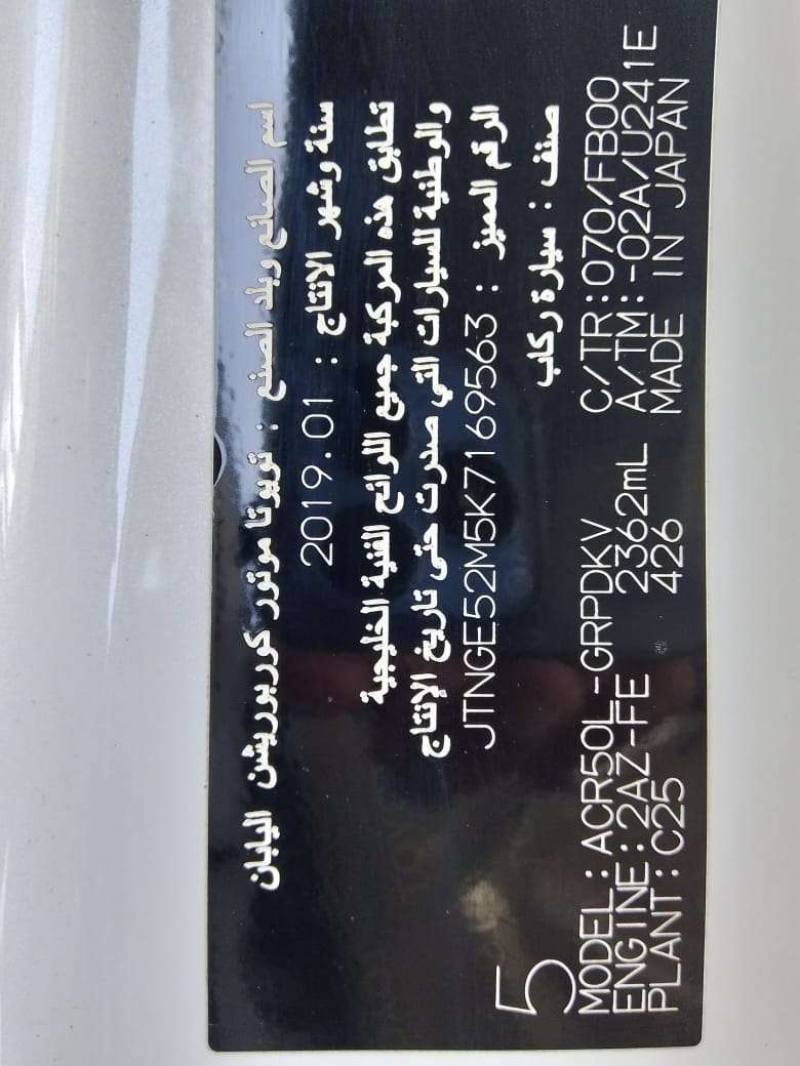 اسم الصانع وبلد الصنع : تويوتا موتور كوربوريشن اليابان
سنة وشهر الانتاج : 2019.01
تطابق هذه المركبة جميع اللوائح الفنية الخليجية
والوطنية للسيارات التي صدرت حتى تاريخ الإنتاج
الرقم المميز : JTNGE52M5K7169563
صنف : سيارة ركاب
5
MODEL:ACR50L-GRPDKV C/TR:070/FB00
ENGINE:2AZ-FE 2362mL A/TM:-02A/U241E
PLANT:C25 426 MADE IN JAPAN